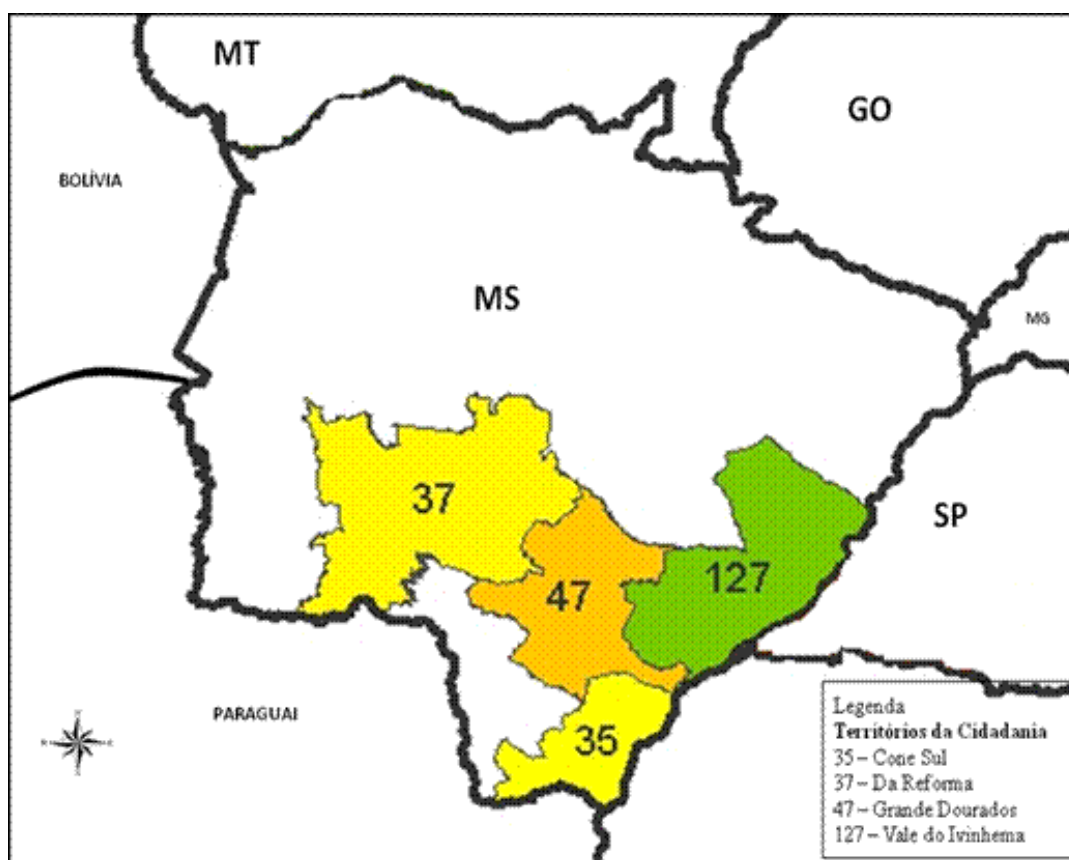 MT
GO
BOLÍVIA
MS
MG
37
SP
127
47
PARAGUAI
35
Legenda
Territórios da Cidadania
35 – Cone Sul
37 – Da Reforma
47 – Grande Dourados
127 – Vale do Ivinhema